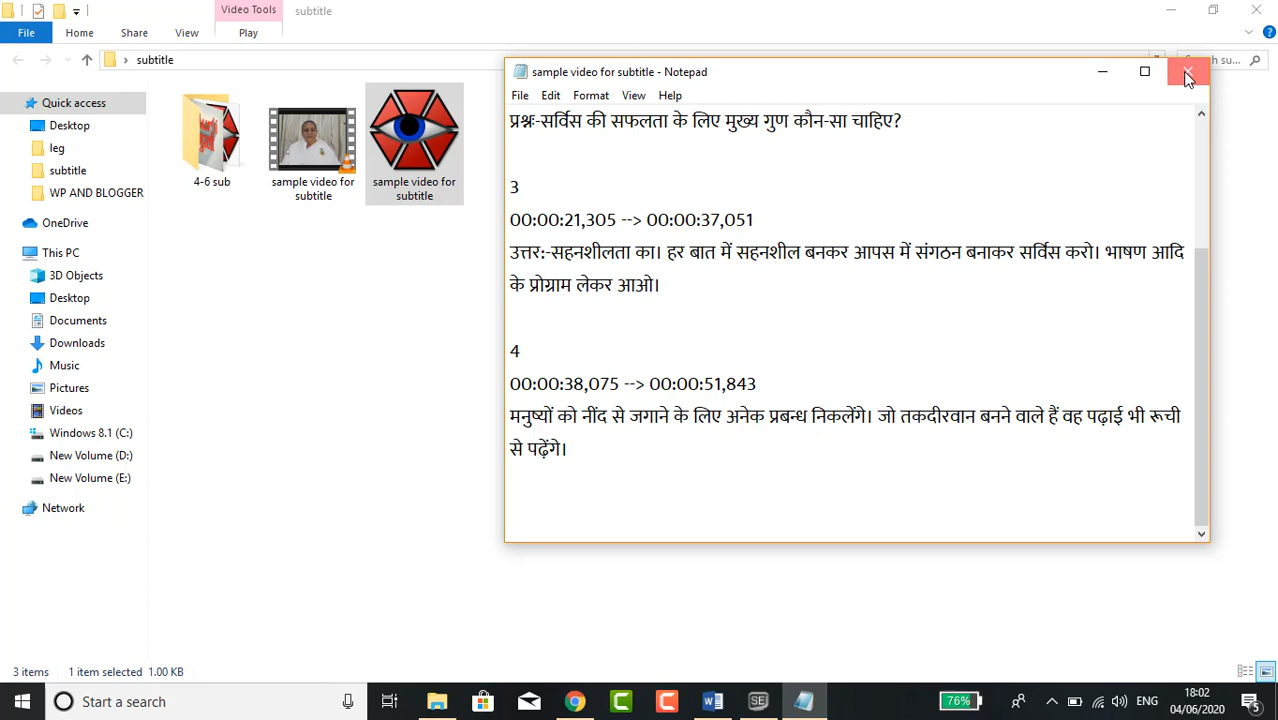 Video Tools
subtitle
File
Home
Share
View
Play
subtitle
su...
Quick access
Desktop
leg
subtitle
WP AND BLOGGER
OneDrive
This PC
3D Objects
Desktop
Documents
Downloads
Music
Pictures
Videos
Windows 8.1 (C:)
New Volume (D:)
New Volume (E:)
Network
4-6 sub
sample video for
subtitle
sample video for
subtitle
sample video for subtitle - Notepad
File
Edit
Format
View
Help
प्रश्न-सर्विस की सफलता के लिए मुख्य गुण कौन-सा चाहिए?
3
00:00:21,305 --> 00:00:37,051
उत्तर:-सहनशीलता का। हर बात में सहनशील बनकर आपस में संगठन बनाकर सर्विस करो। भाषण आदि
के प्रोग्राम लेकर आओ।
4
00:00:38,075 --> 00:00:51,843
मनुष्यों को नींद से जगाने के लिए अनेक प्रबन्ध निकलेंगे। जो तकदीरवान बनने वाले हैं वह पढ़ाई भी रूची
से पढ़ेंगे।
3 items
1 item selected
1.00 KB
Start a search
SE
76%
ENG
18:02
04/06/2020
5